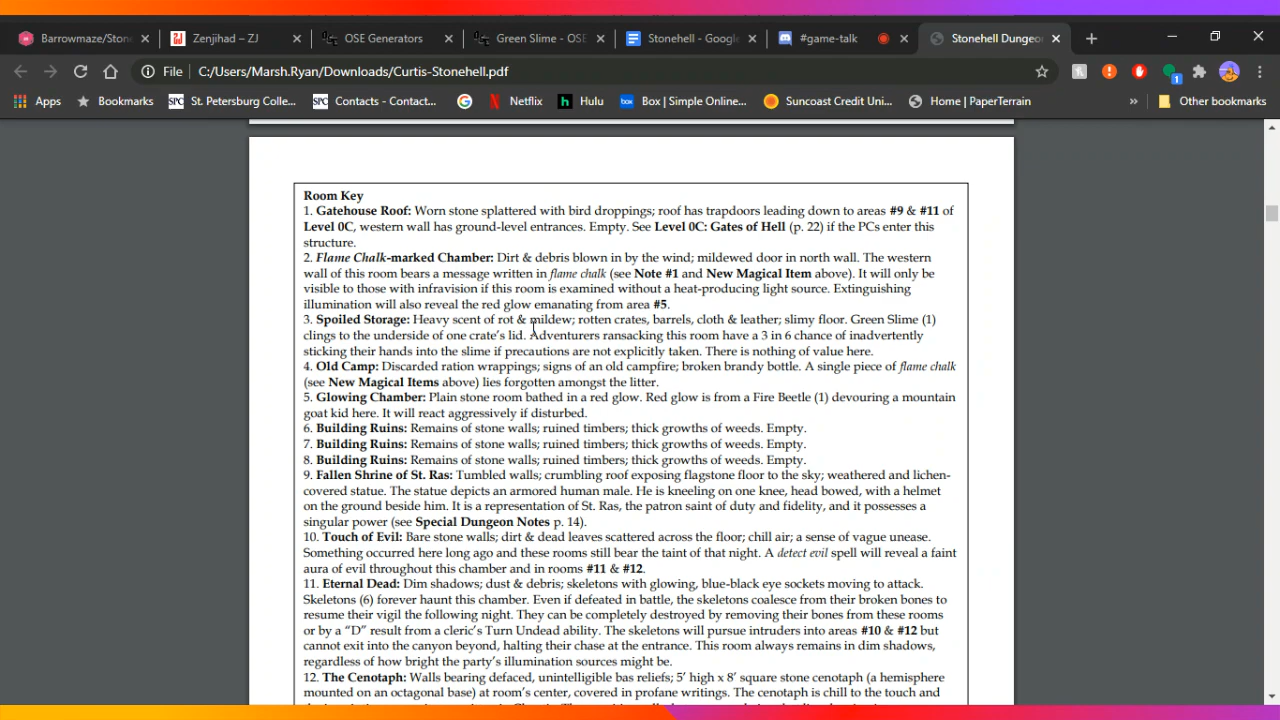 Barrowmaze/Ston
Zenjihad – ZJ
OSE Generators
Green Slime - OSE
Stonehell - Google
#game-talk
Stonehell Dungeo
File
C:/Users/Marsh.Ryan/Downloads/Curtis-Stonehell.pdf
1
Apps
Bookmarks
SPC St. Petersburg Colle...
SPC Contacts - Contact...
Netflix
h Hulu
box Box | Simple Online...
Suncoast Credit Uni...
Home | PaperTerrain
»
Other bookmarks
Room Key
1. Gatehouse Roof: Worn stone splattered with bird droppings; roof has trapdoors leading down to areas #9 & #11 of
Level 0C, western wall has ground-level entrances. Empty. See Level 0C: Gates of Hell (p. 22) if the PCs enter this
structure.
2. Flame Chalk-marked Chamber: Dirt & debris blown in by the wind; mildewed door in north wall. The western
wall of this room bears a message written in flame chalk (see Note #1 and New Magical Item above). It will only be
visible to those with infravision if this room is examined without a heat-producing light source. Extinguishing
illumination will also reveal the red glow emanating from area #5.
3. Spoiled Storage: Heavy scent of rot & mildew; rotten crates, barrels, cloth & leather; slimy floor. Green Slime (1)
clings to the underside of one crate's lid. Adventurers ransacking this room have a 3 in 6 chance of inadvertently
sticking their hands into the slime if precautions are not explicitly taken. There is nothing of value here.
4. Old Camp: Discarded ration wrappings; signs of an old campfire; broken brandy bottle. A single piece of flame chalk
(see New Magical Items above) lies forgotten amongst the litter.
5. Glowing Chamber: Plain stone room bathed in a red glow. Red glow is from a Fire Beetle (1) devouring a mountain
goat kid here. It will react aggressively if disturbed.
6. Building Ruins: Remains of stone walls; ruined timbers; thick growths of weeds. Empty.
7. Building Ruins: Remains of stone walls; ruined timbers; thick growths of weeds. Empty.
8. Building Ruins: Remains of stone walls; ruined timbers; thick growths of weeds. Empty.
9. Fallen Shrine of St. Ras: Tumbled walls; crumbling roof exposing flagstone floor to the sky; weathered and lichen-
covered statue. The statue depicts an armored human male. He is kneeling on one knee, head bowed, with a helmet
on the ground beside him. It is a representation of St. Ras, the patron saint of duty and fidelity, and it possesses a
singular power (see Special Dungeon Notes p. 14).
10. Touch of Evil: Bare stone walls; dirt & dead leaves scattered across the floor; chill air; a sense of vague unease.
Something occurred here long ago and these rooms still bear the taint of that night. A detect evil spell will reveal a faint
aura of evil throughout this chamber and in rooms #11 & #12.
11. Eternal Dead: Dim shadows; dust & debris; skeletons with glowing, blue-black eye sockets moving to attack.
Skeletons (6) forever haunt this chamber. Even if defeated in battle, the skeletons coalesce from their broken bones to
resume their vigil the following night. They can be completely destroyed by removing their bones from these rooms
or by a "D" result from a cleric's Turn Undead ability. The skeletons will pursue intruders into areas #10 & #12 but
cannot exit into the canyon beyond, halting their chase at the entrance. This room always remains in dim shadows,
regardless of how bright the party's illumination sources might be.
12. The Cenotaph: Walls bearing defaced, unintelligible bas reliefs; 5' high x 8' square stone cenotaph (a hemisphere
mounted on an octagonal base) at room's center, covered in profane writings. The cenotaph is chill to the touch and